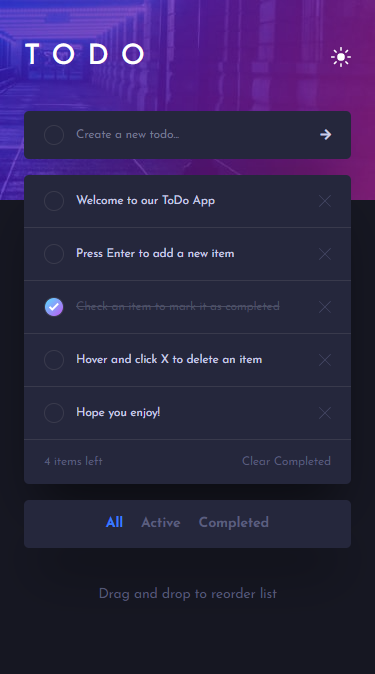 TODO
Create a new todo...
Welcome to our ToDo App
Press Enter to add a new item
Check an item to mark it as completed
Hover and click X to delete an item
Hope you enjoy!
4 items left Clear Completed
All Active Completed
Drag and drop to reorder list